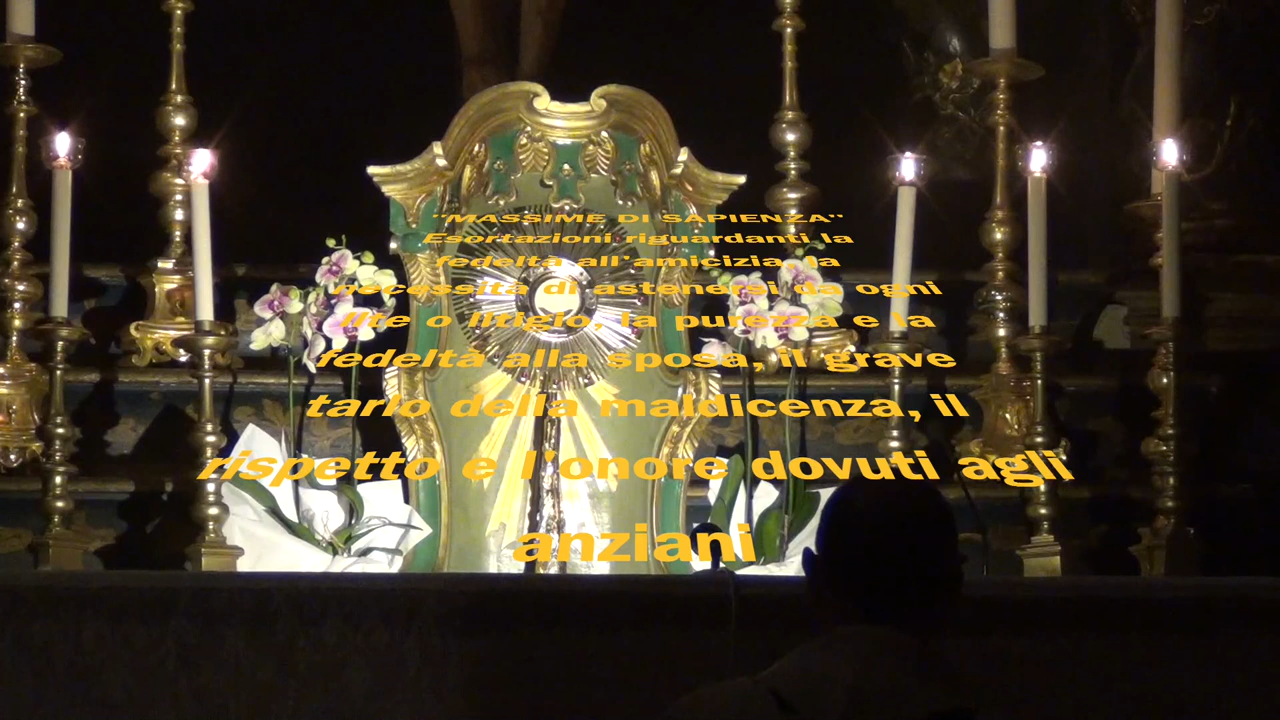 "MASSIME DI SAPIENZA"
Esortazioni riguardanti la
fedeltà all'amicizia, la
necessità di astenersi da ogni
lite o litigio, la purezza e la
fedeltà alla sposa, il grave
tarlo della maldicenza, il
rispetto e l'onore dovuti agli
anziani